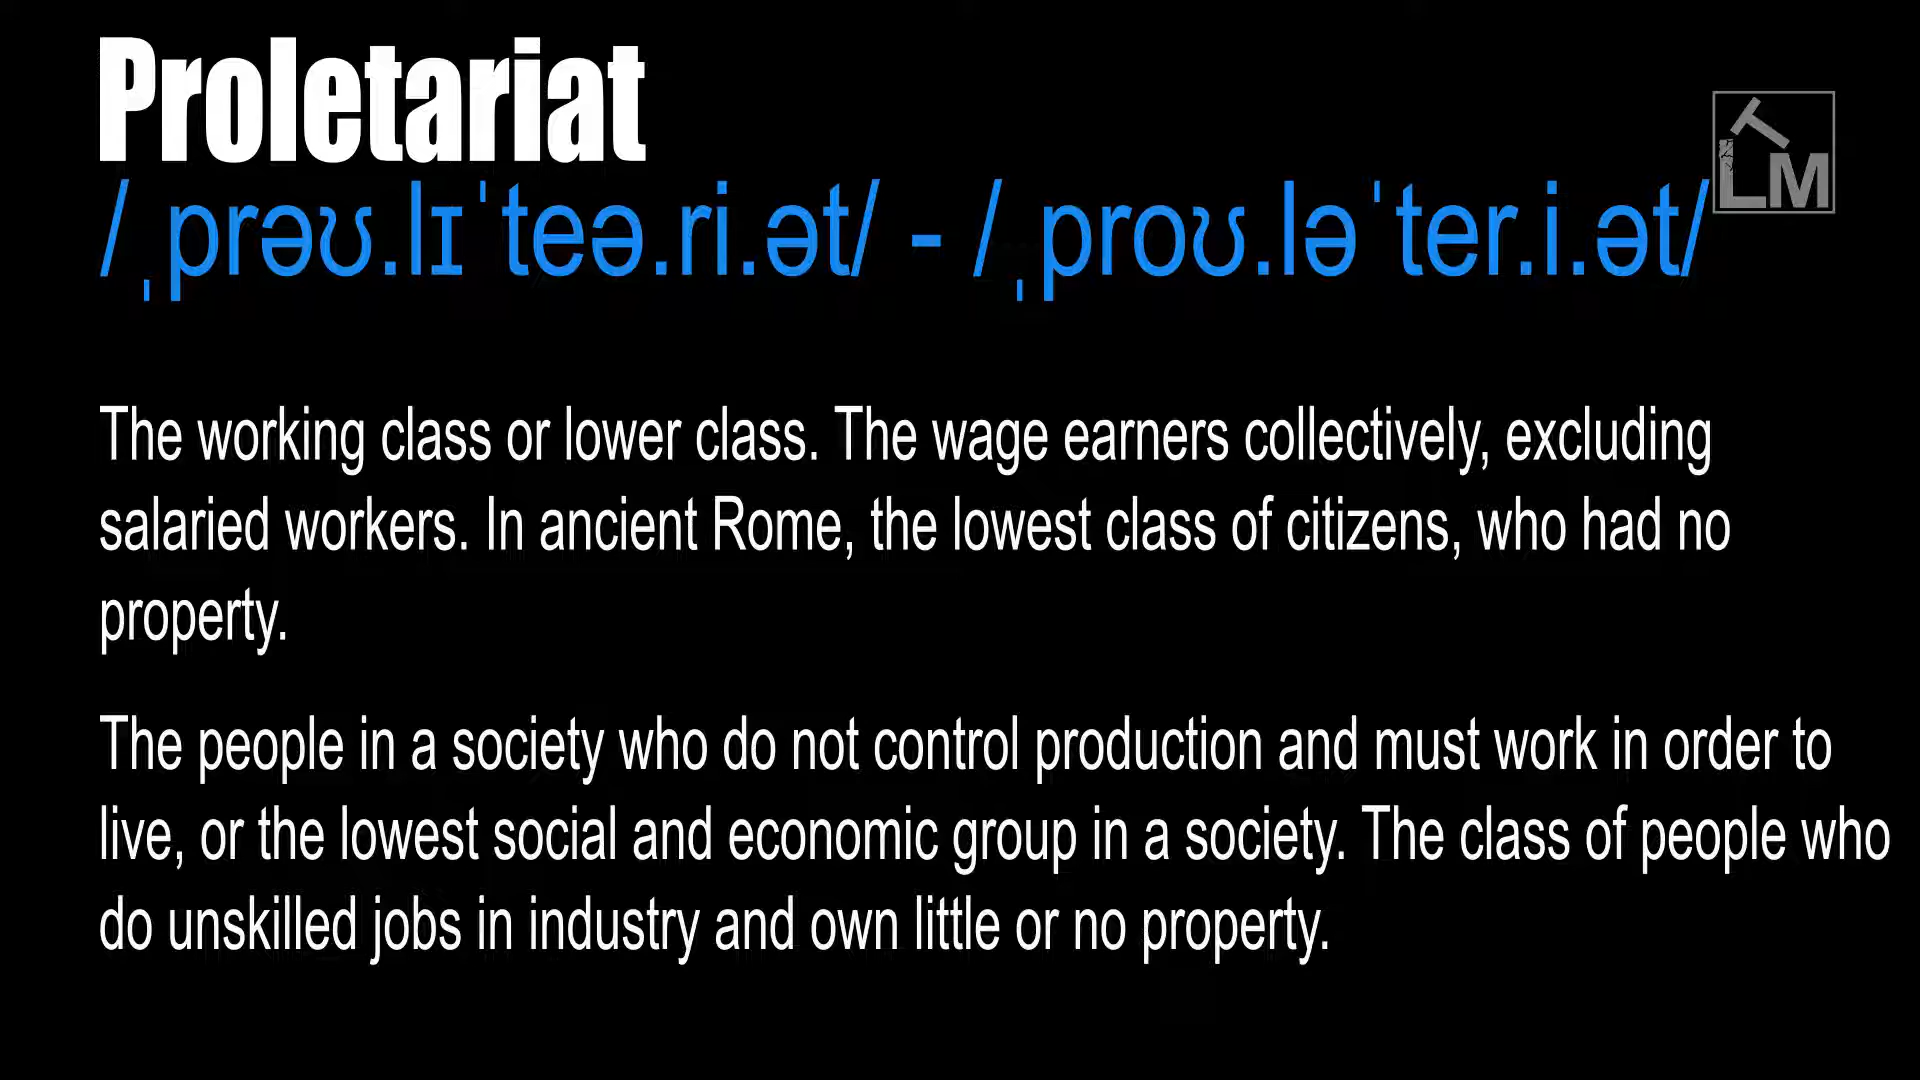 Proletariat
/ˌprəʊ.lɪˈteə.ri.ət/ - /ˌproʊ.ləˈter.i.ət/
LTM
The working class or lower class. The wage earners collectively, excluding
salaried workers. In ancient Rome, the lowest class of citizens, who had no
property.
The people in a society who do not control production and must work in order to
live, or the lowest social and economic group in a society. The class of people who
do unskilled jobs in industry and own little or no property.